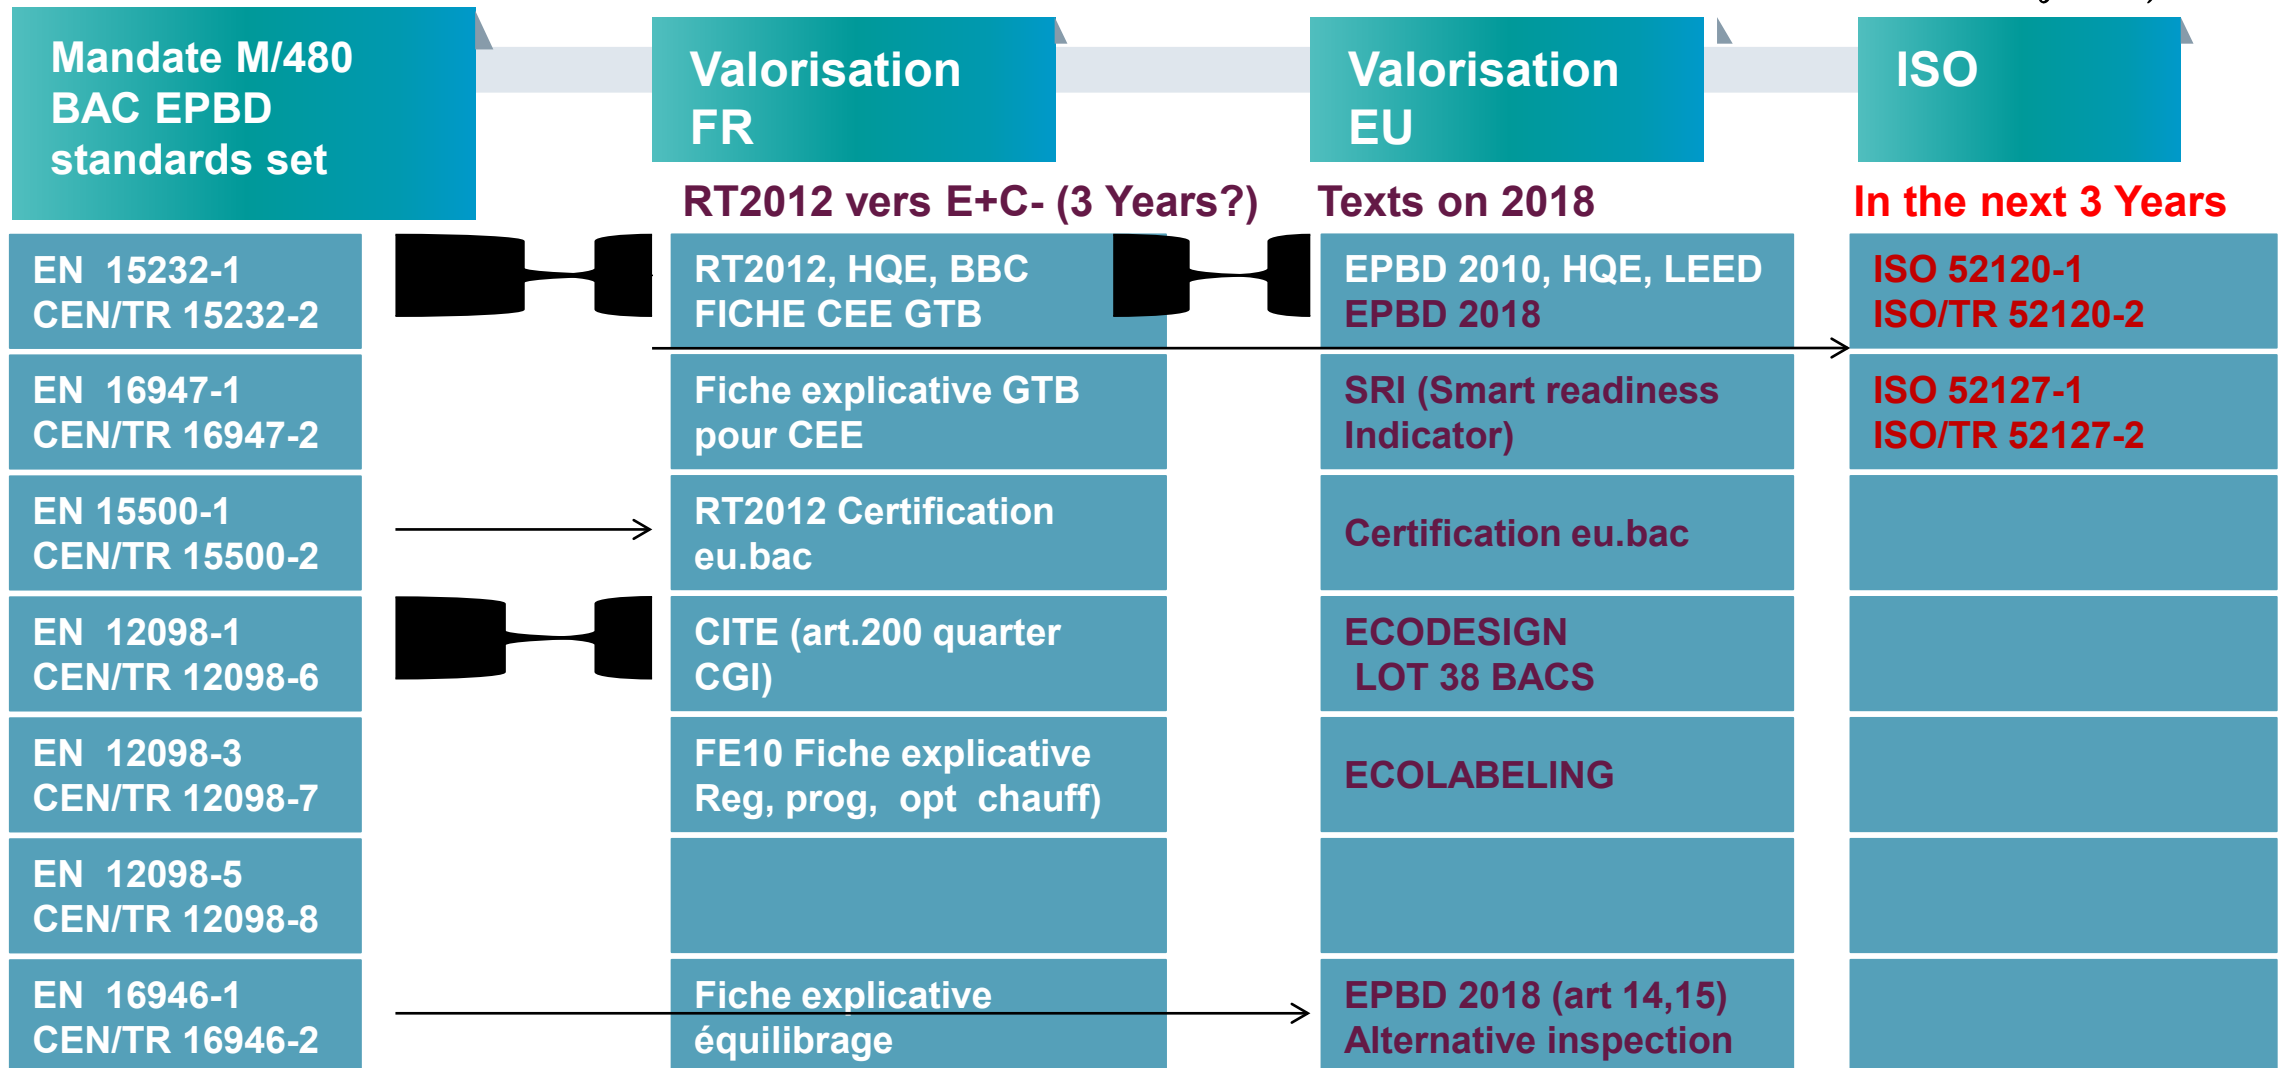 Mandate M/480
BAC EPBD
standards set
Valorisation
FR
Valorisation
EU
ISO
RT2012 vers E+C- (3 Years?)
Texts on 2018
In the next 3 Years
EN 15232-1
CEN/TR 15232-2
RT2012, HQE, BBC
FICHE CEE GTB
EPBD 2010, HQE, LEED
EPBD 2018
ISO 52120-1
ISO/TR 52120-2
EN 16947-1
CEN/TR 16947-2
Fiche explicative GTB
pour CEE
SRI (Smart readiness
Indicator)
ISO 52127-1
ISO/TR 52127-2
EN 15500-1
CEN/TR 15500-2
RT2012 Certification
eu.bac
Certification eu.bac
EN 12098-1
CEN/TR 12098-6
CITE (art.200 quarter
CGI)
ECODESIGN
LOT 38 BACS
EN 12098-3
CEN/TR 12098-7
FE10 Fiche explicative
Reg, prog, opt chauff)
ECOLABELING
EN 12098-5
CEN/TR 12098-8
EN 16946-1
CEN/TR 16946-2
Fiche explicative
équilibrage
EPBD 2018 (art 14,15)
Alternative inspection